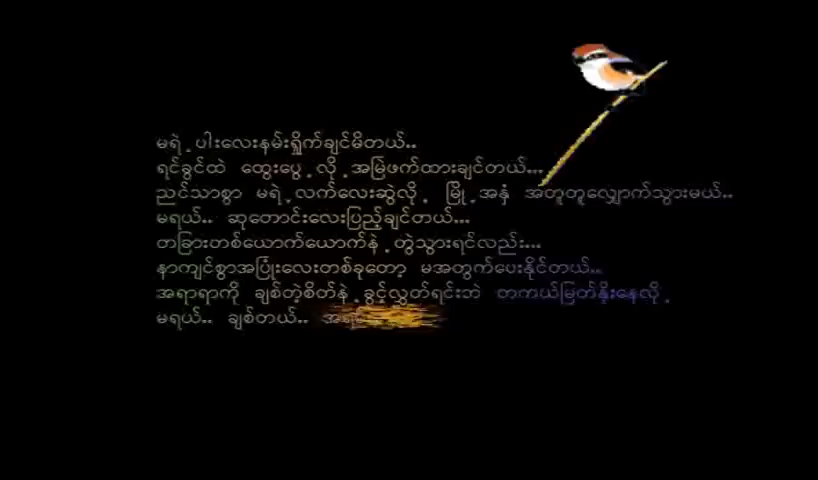 မရဲ့ ပါးလေးနမ်းရှိုက်ချင်မိတယ်..
ရင်ခွင်ထဲ ထွေးပွေ့လို့ အမြဲဖက်ထားချင်တယ်...
ညင်သာစွာ မရဲ့လက်လေးဆွဲလို့ မြို့အနှံ အတူတူလျှောက်သွားမယ်..
မရယ်.. ဆုတောင်းလေးပြည့်ချင်တယ်...
တခြားတစ်ယောက်ယောက်နဲ့တွဲသွားရင်လည်း...
နာကျင်စွာအပြုံးလေးတစ်ခုတော့ မအတွက်ပေးနိုင်တယ်..
အရာရာကို ချစ်တဲ့စိတ်နဲ့ခွင့်လွှတ်ရင်းဘဲ တကယ်မြတ်နိုးနေလို့
မရယ်.. ချစ်တယ်..